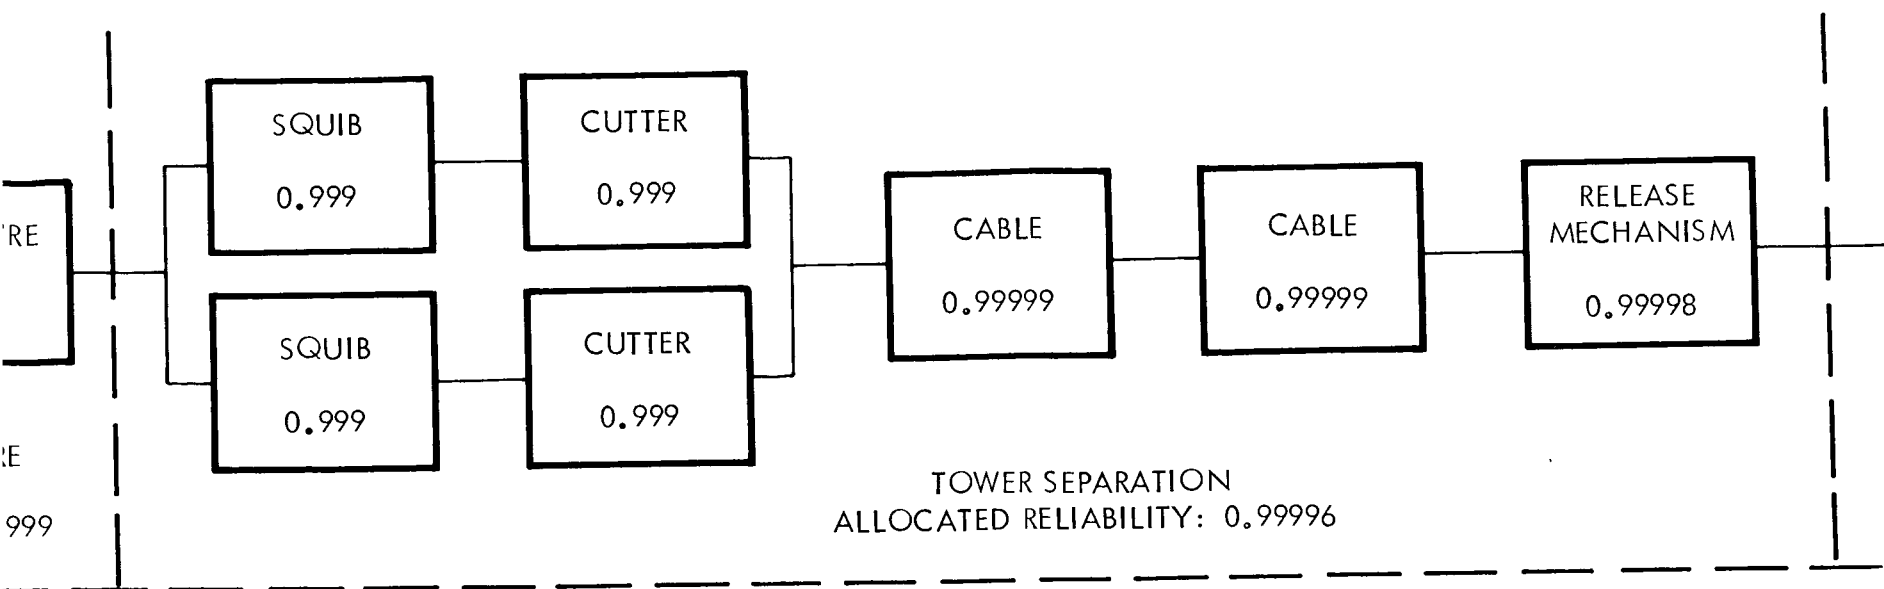 'RE
RE
999
SQUIB
0.999
CUTTER
0.999
SQUIB
0.999
CUTTER
0.999
CABLE
0.99999
CABLE
0.99999
RELEASE
MECHANISM
0.99998
TOWER SEPARATION
ALLOCATED RELIABILITY: 0.99996